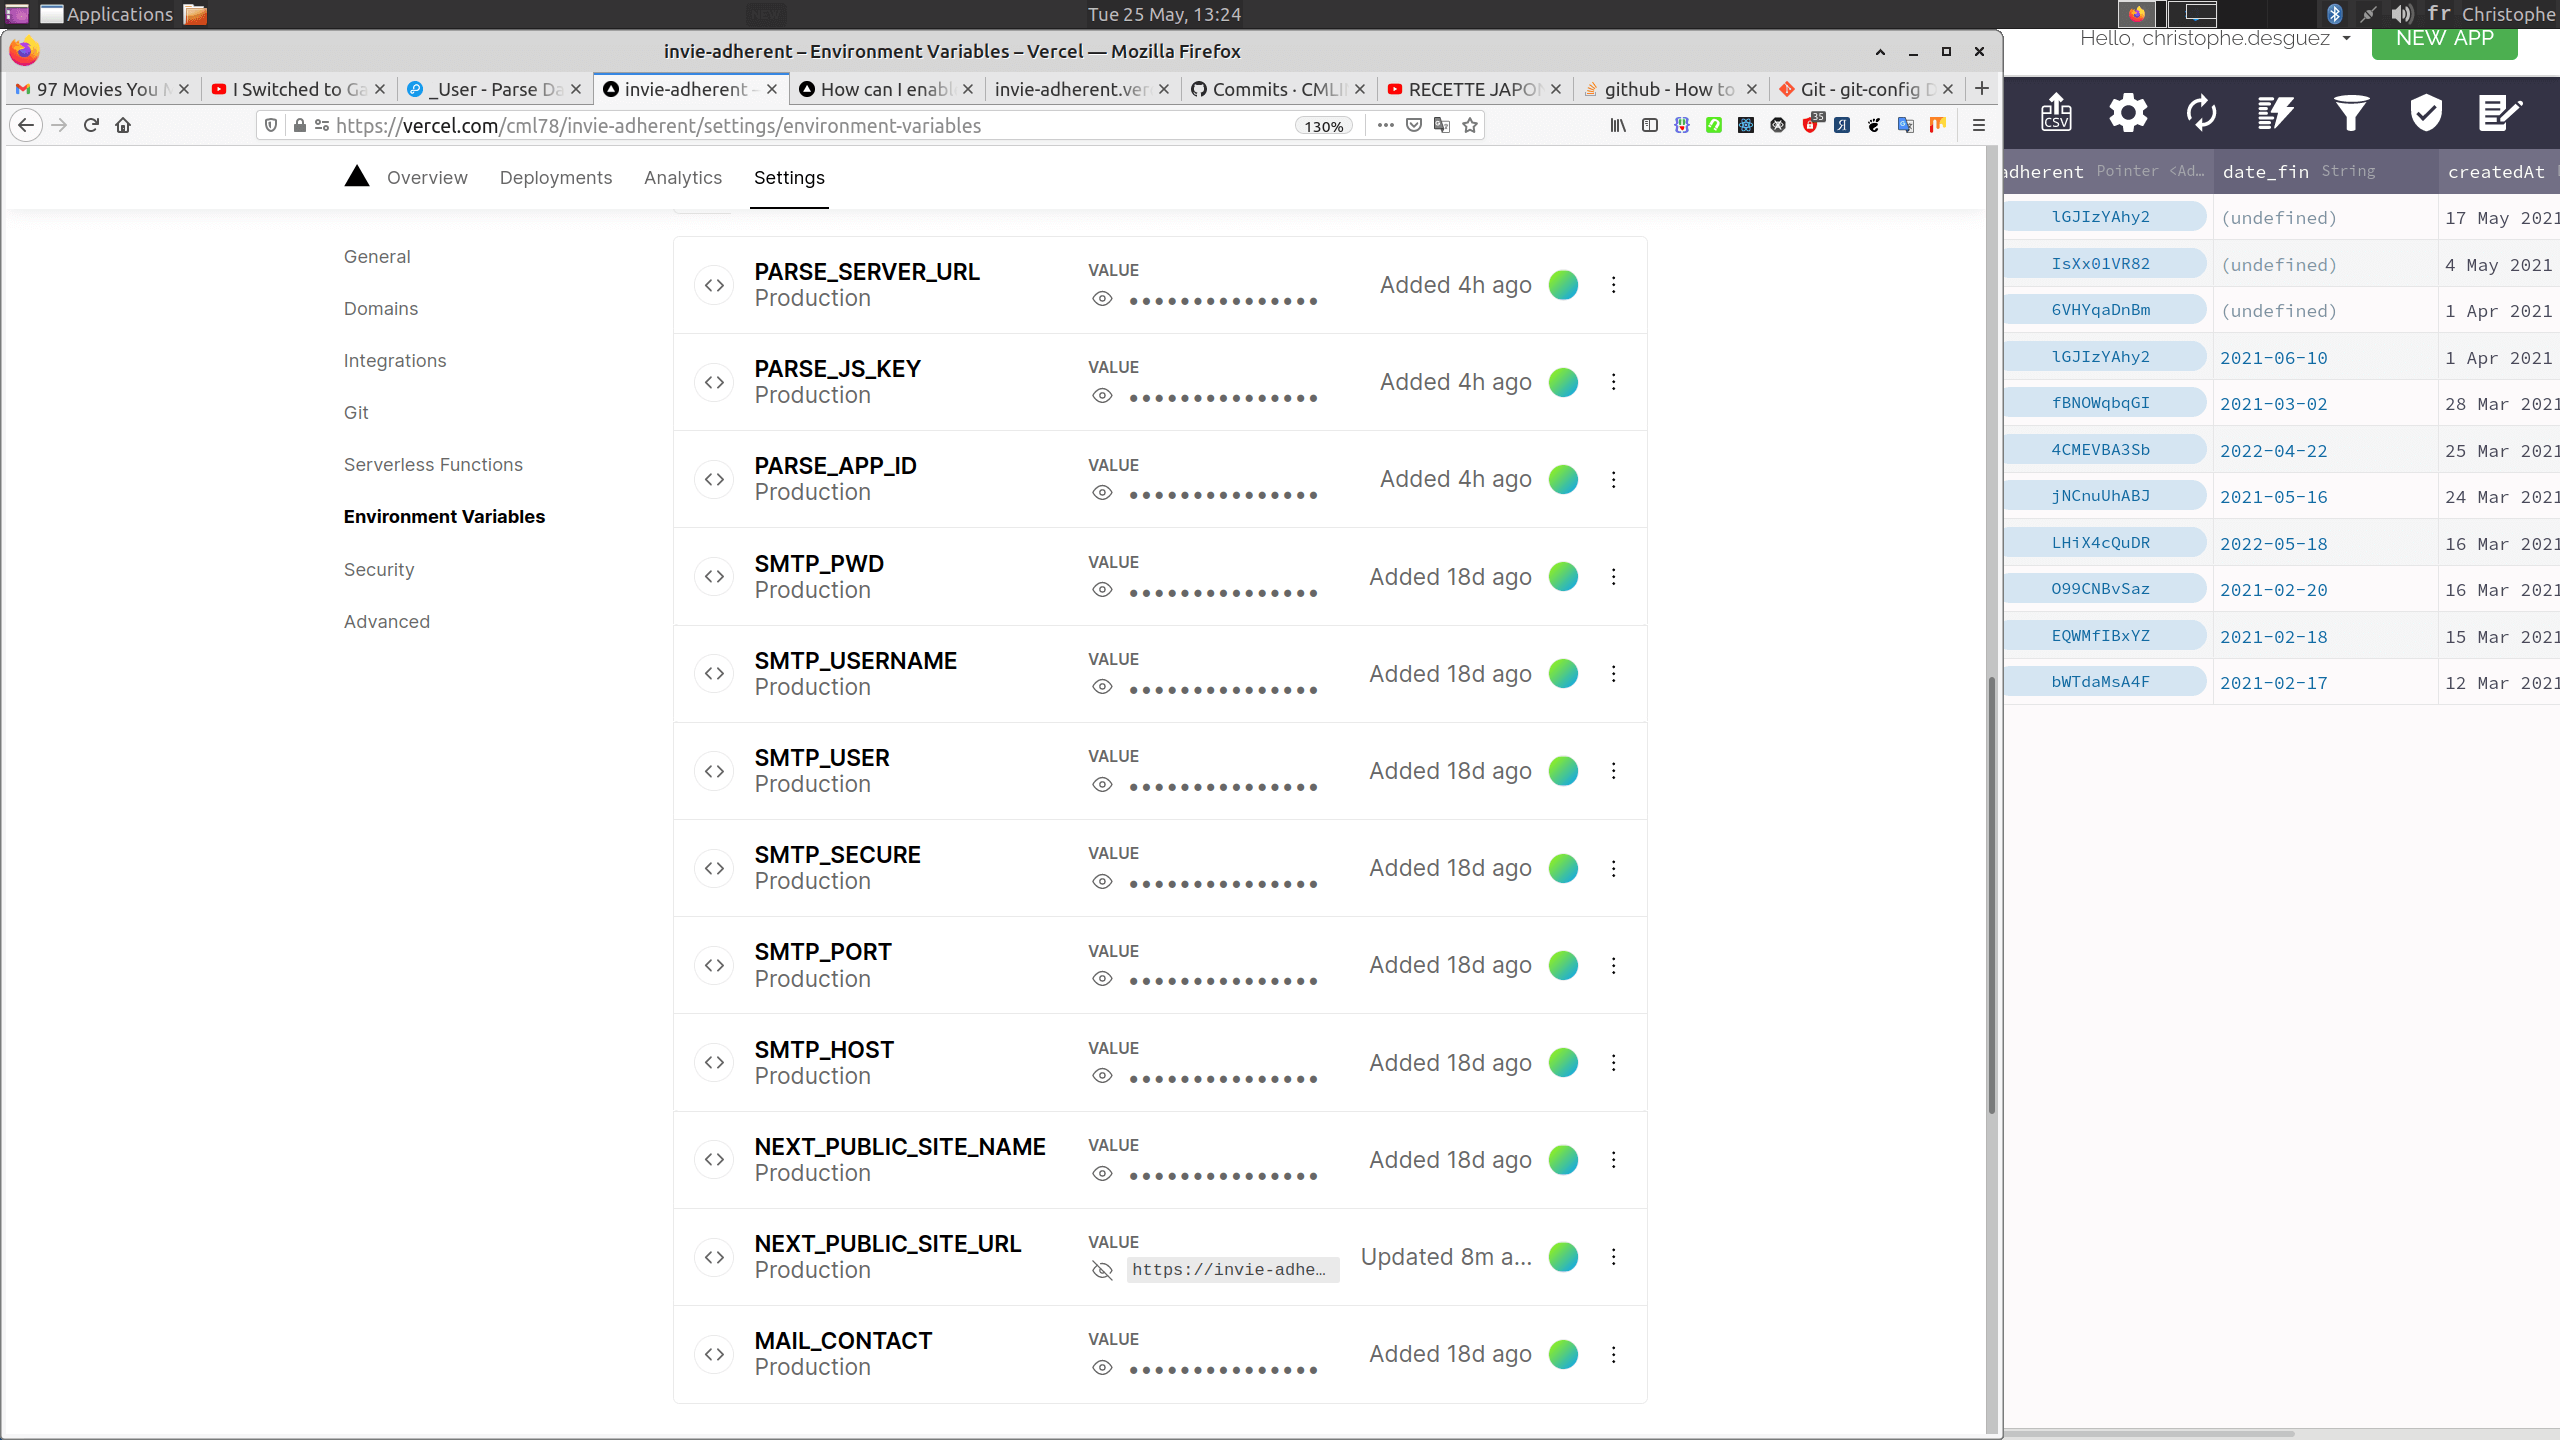 Applications
NEW
Tue 25 May, 13:24
fr
Christophe
invie-adherent – Environment Variables – Vercel — Mozilla Firefox
97 Movies You M
I Switched to Ga
_User - Parse Da
invie-adherent -
How can I enabl
invie-adherent.ver
Commits · CMLI
RECETTE JAPO
github - How to
Git - git-config D
https://vercel.com/cml78/invie-adherent/settings/environment-variables
130%
35
Overview
Deployments
Analytics
Settings
General
Domains
Integrations
Git
Serverless Functions
Environment Variables
Security
Advanced
PARSE_SERVER_URL
Production
VALUE
Added 4h ago
PARSE_JS_KEY
Production
VALUE
Added 4h ago
PARSE_APP_ID
Production
VALUE
Added 4h ago
SMTP_PWD
Production
VALUE
Added 18d ago
SMTP_USERNAME
Production
VALUE
Added 18d ago
SMTP_USER
Production
VALUE
Added 18d ago
SMTP_SECURE
Production
VALUE
Added 18d ago
SMTP_PORT
Production
VALUE
Added 18d ago
SMTP_HOST
Production
VALUE
Added 18d ago
NEXT_PUBLIC_SITE_NAME
Production
VALUE
Added 18d ago
NEXT_PUBLIC_SITE_URL
Production
VALUE
https://invie-adhe…
Updated 8m a...
MAIL_CONTACT
Production
VALUE
Added 18d ago
Hello, christophe.desguez
NEW APP
CSV
adherent Pointer <Ad… date_fin String createdAt
lGJIzYAhy2 (undefined) 17 May 2021
IsXx01VR82 (undefined) 4 May 2021
6VHYqaDnBm (undefined) 1 Apr 2021
lGJIzYAhy2 2021-06-10 1 Apr 2021
fBNOWqbqGI 2021-03-02 28 Mar 2021
4CMEVBA3Sb 2022-04-22 25 Mar 2021
jNCnuUhABJ 2021-05-16 24 Mar 2021
LHiX4cQuDR 2022-05-18 16 Mar 2021
O99CNBvSaz 2021-02-20 16 Mar 2021
EQWMfIBxYZ 2021-02-18 15 Mar 2021
bWTdaMsA4F 2021-02-17 12 Mar 2021